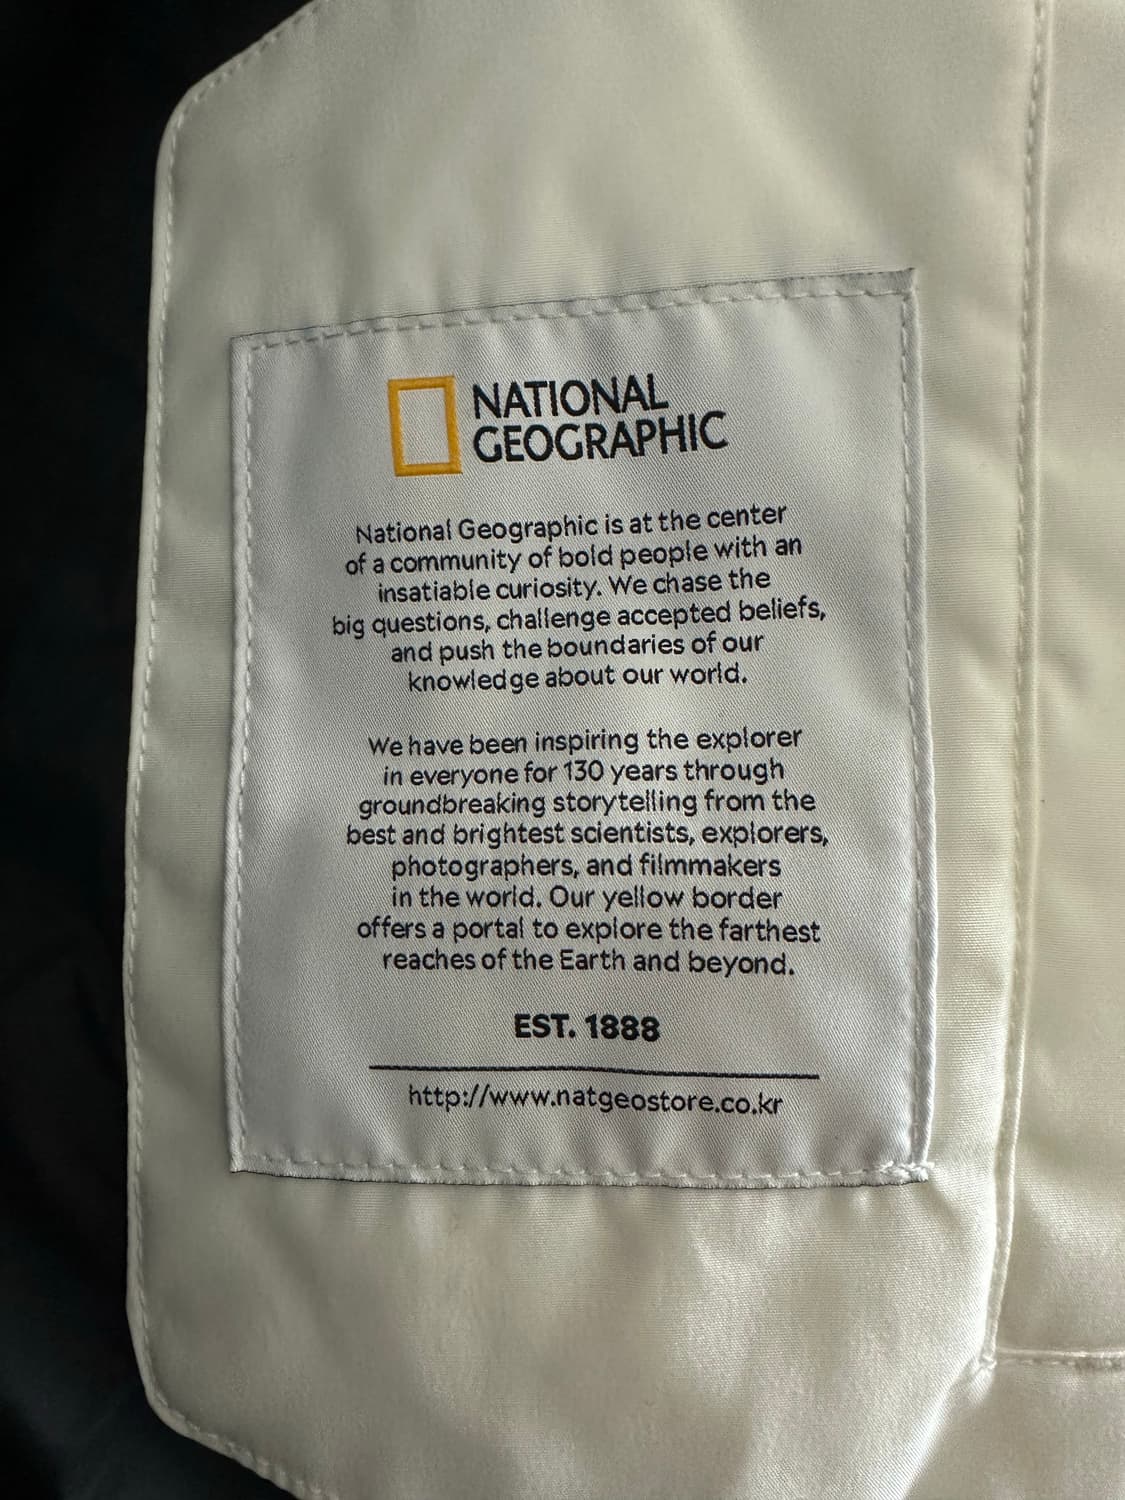 NATIONAL
GEOGRAPHIC
National Geographic is at the center
of a community of bold people with an
insatiable curiosity. We chase the
big questions, challenge accepted beliefs,
and push the boundaries of our
knowledge about our world.
We have been inspiring the explorer
in everyone for 130 years through
groundbreaking storytelling from the
best and brightest scientists, explorers,
photographers, and filmmakers
in the world. Our yellow border
offers a portal to explore the farthest
reaches of the Earth and beyond.
EST. 1888
http://www.natgeostore.co.kr